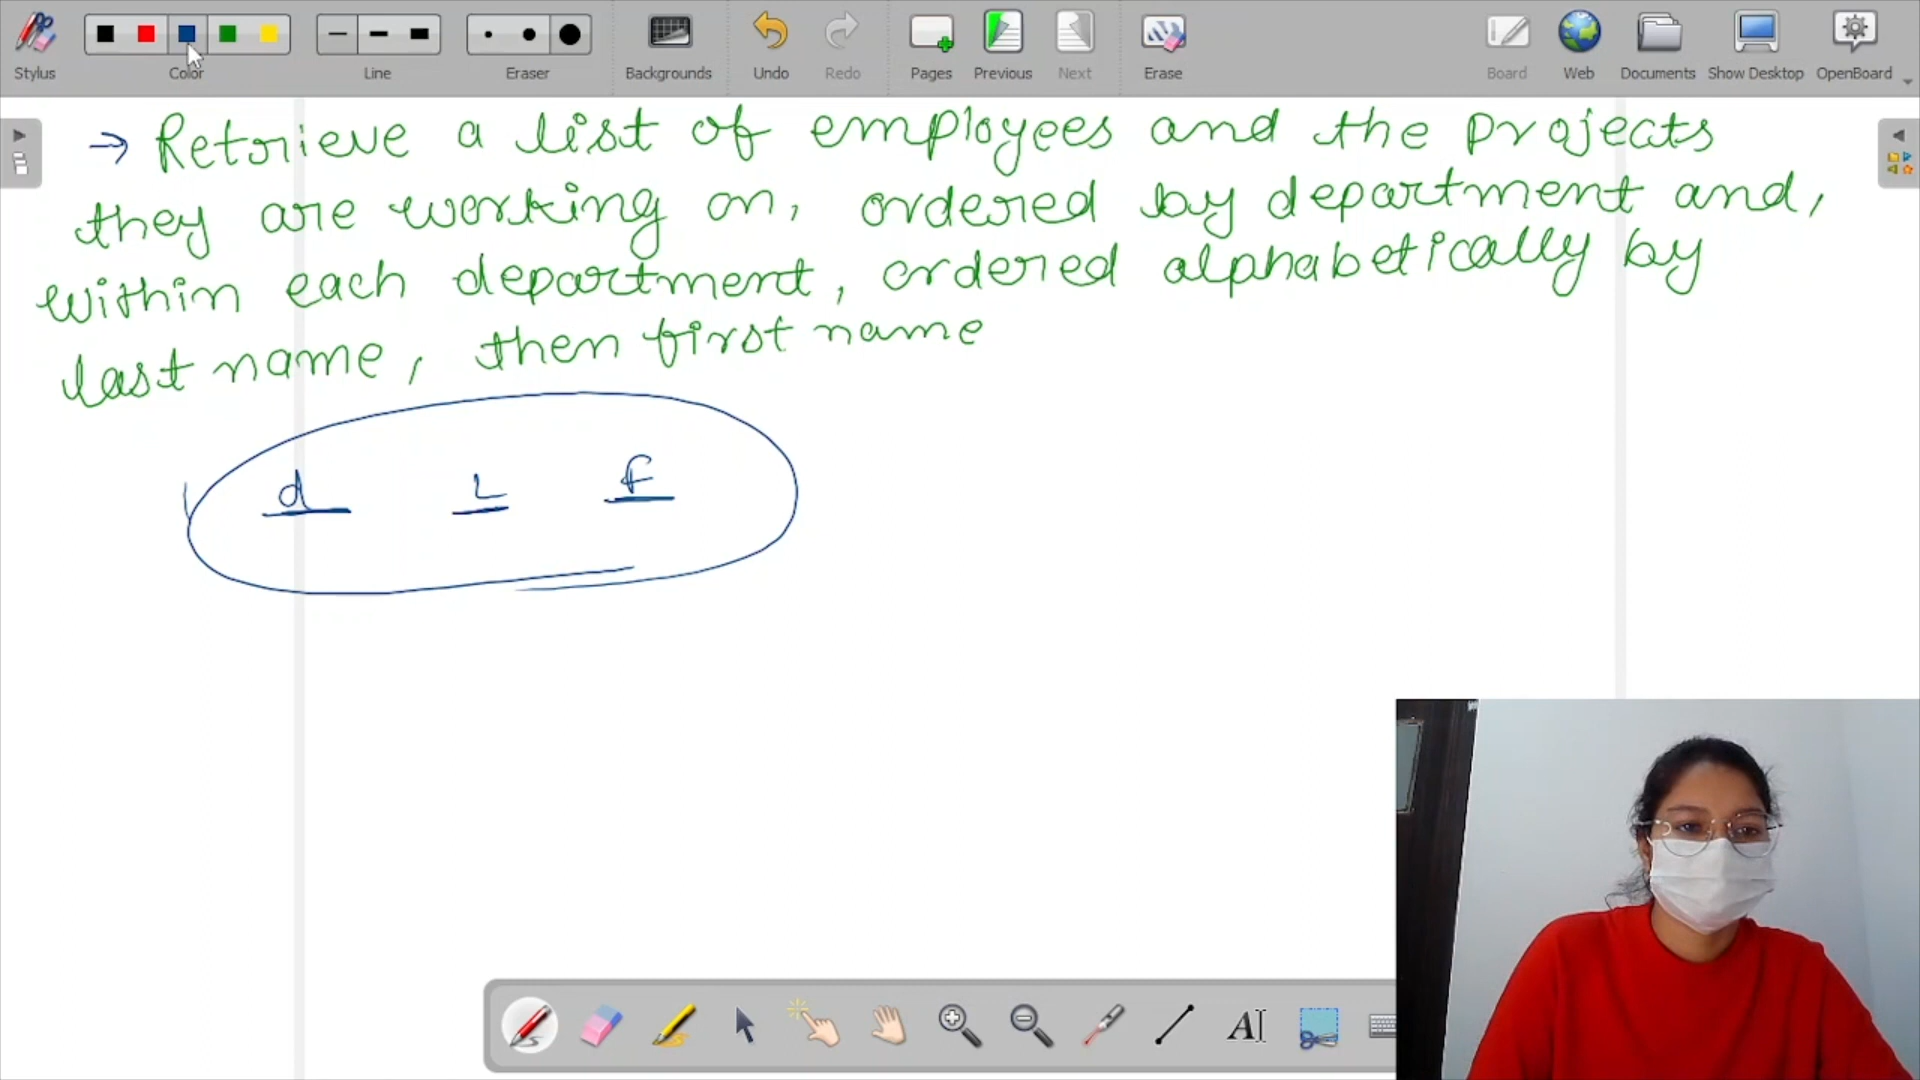 Stylus Color Line Eraser Backgrounds Undo Redo Pages Previous Next Erase Board Web Documents Show Desktop OpenBoard
→ Retrieve a list of employees and the projects
they are working on, ordered by department and,
within each department, ordered alphabetically by
last name, then first name
d L f